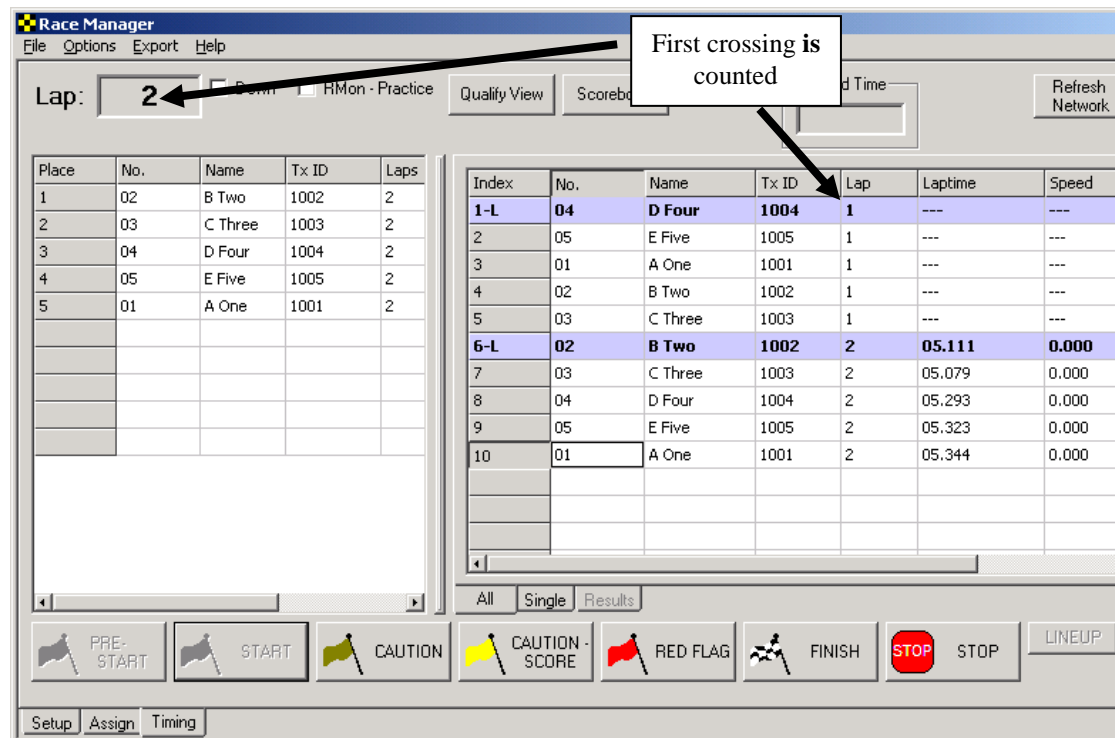 Race Manager
File Options Export Help
First crossing is
counted
Lap: 2 RMon - Practice Qualify View d Time Refresh
Network
Place No. Name Tx ID Laps
1 02 B Two 1002 2
2 03 C Three 1003 2
3 04 D Four 1004 2
4 05 E Five 1005 2
5 01 A One 1001 2
Index No. Name Tx ID Lap Laptime Speed
1-L 04 D Four 1004 1 --- ---
2 05 E Five 1005 1 --- ---
3 01 A One 1001 1 --- ---
4 02 B Two 1002 1 --- ---
5 03 C Three 1003 1 --- ---
6-L 02 B Two 1002 2 05.111 0.000
7 03 C Three 1003 2 05.079 0.000
8 04 D Four 1004 2 05.293 0.000
9 05 E Five 1005 2 05.323 0.000
10 01 A One 1001 2 05.344 0.000
All Single Results
PRE-
START
START
CAUTION
CAUTION -
SCORE
RED FLAG
FINISH
STOP STOP
LINEUP
Setup Assign Timing